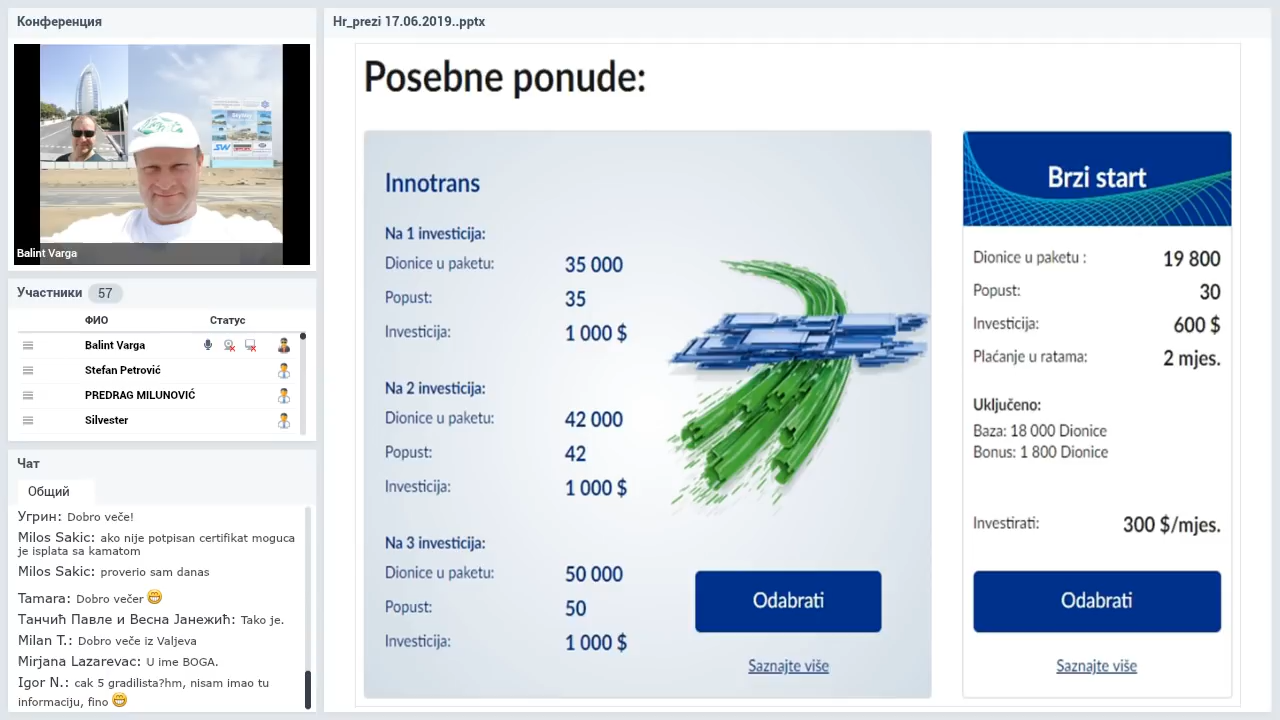 Конференция
Balint Varga
Участники 57
ФИО Статус
Balint Varga
Stefan Petrović
PREDRAG MILUNOVIĆ
Silvester
Чат
Общий
Угрин: Dobro veče!
Milos Sakic: ako nije potpisan certifikat moguca
je isplata sa kamatom
Milos Sakic: proverio sam danas
Tamara: Dobro večer
Танчић Павле и Весна Јанежић: Tako je.
Milan T.: Dobro veče iz Valjeva
Mirjana Lazarevac: U ime BOGA.
Igor N.: cak 5 gradilista?hm, nisam imao tu
informaciju, fino
Hr_prezi 17.06.2019..pptx
Posebne ponude:
Innotrans
Na 1 investicija:
Dionice u paketu: 35 000
Popust: 35
Investicija: 1 000 $
Na 2 investicija:
Dionice u paketu: 42 000
Popust: 42
Investicija: 1 000 $
Na 3 investicija:
Dionice u paketu: 50 000
Popust: 50
Investicija: 1 000 $
Odabrati
Saznajte više
Brzi start
Dionice u paketu : 19 800
Popust: 30
Investicija: 600 $
Plaćanje u ratama: 2 mjes.
Uključeno:
Baza: 18 000 Dionice
Bonus: 1 800 Dionice
Investirati: 300 $/mjes.
Odabrati
Saznajte više